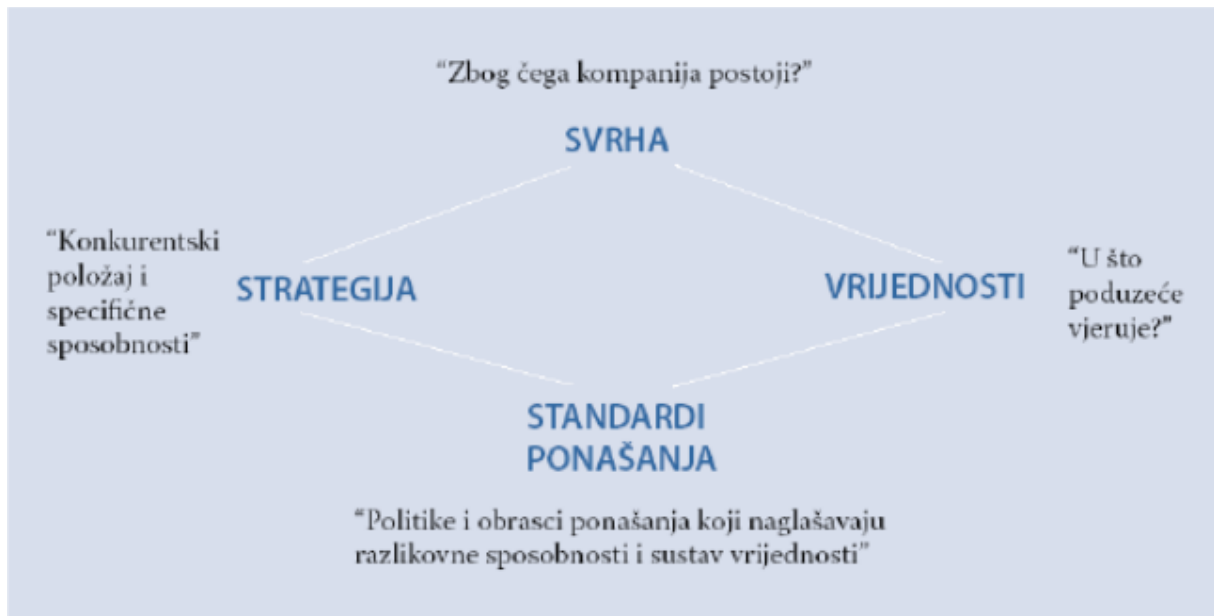 “Zbog čega kompanija postoji?”
SVRHA
“Konkurentski
položaj i
specifične
sposobnosti”
STRATEGIJA
VRIJEDNOSTI
“U što
poduzeće
vjeruje?”
STANDARDI
PONAŠANJA
“Politike i obrasci ponašanja koji naglašavaju
razlikovne sposobnosti i sustav vrijednosti”